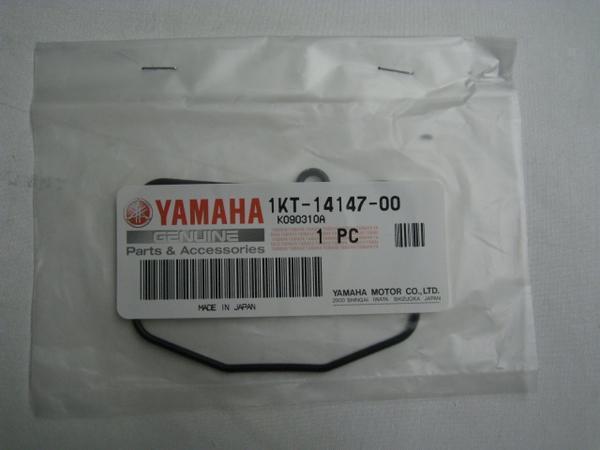 YAMAHA
GENUINE
Parts & Accessories
1KT-14147-00
K090310A
1 PC
YAMAHA MOTOR CO., LTD.
2500 SHINGAI IWATA SHIZUOKA JAPAN
MADE IN JAPAN